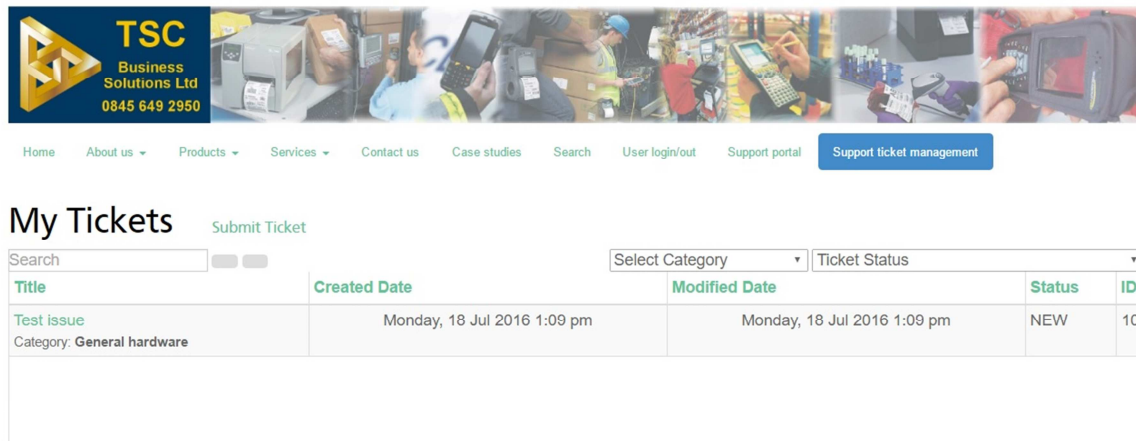 TSC
Business
Solutions Ltd
0845 649 2950
Home About us Products Services Contact us Case studies Search User login/out Support portal Support ticket management
My Tickets Submit Ticket
Search Select Category Ticket Status
Title Created Date Modified Date Status ID
Test issue Monday, 18 Jul 2016 1:09 pm Monday, 18 Jul 2016 1:09 pm NEW 10
Category: General hardware